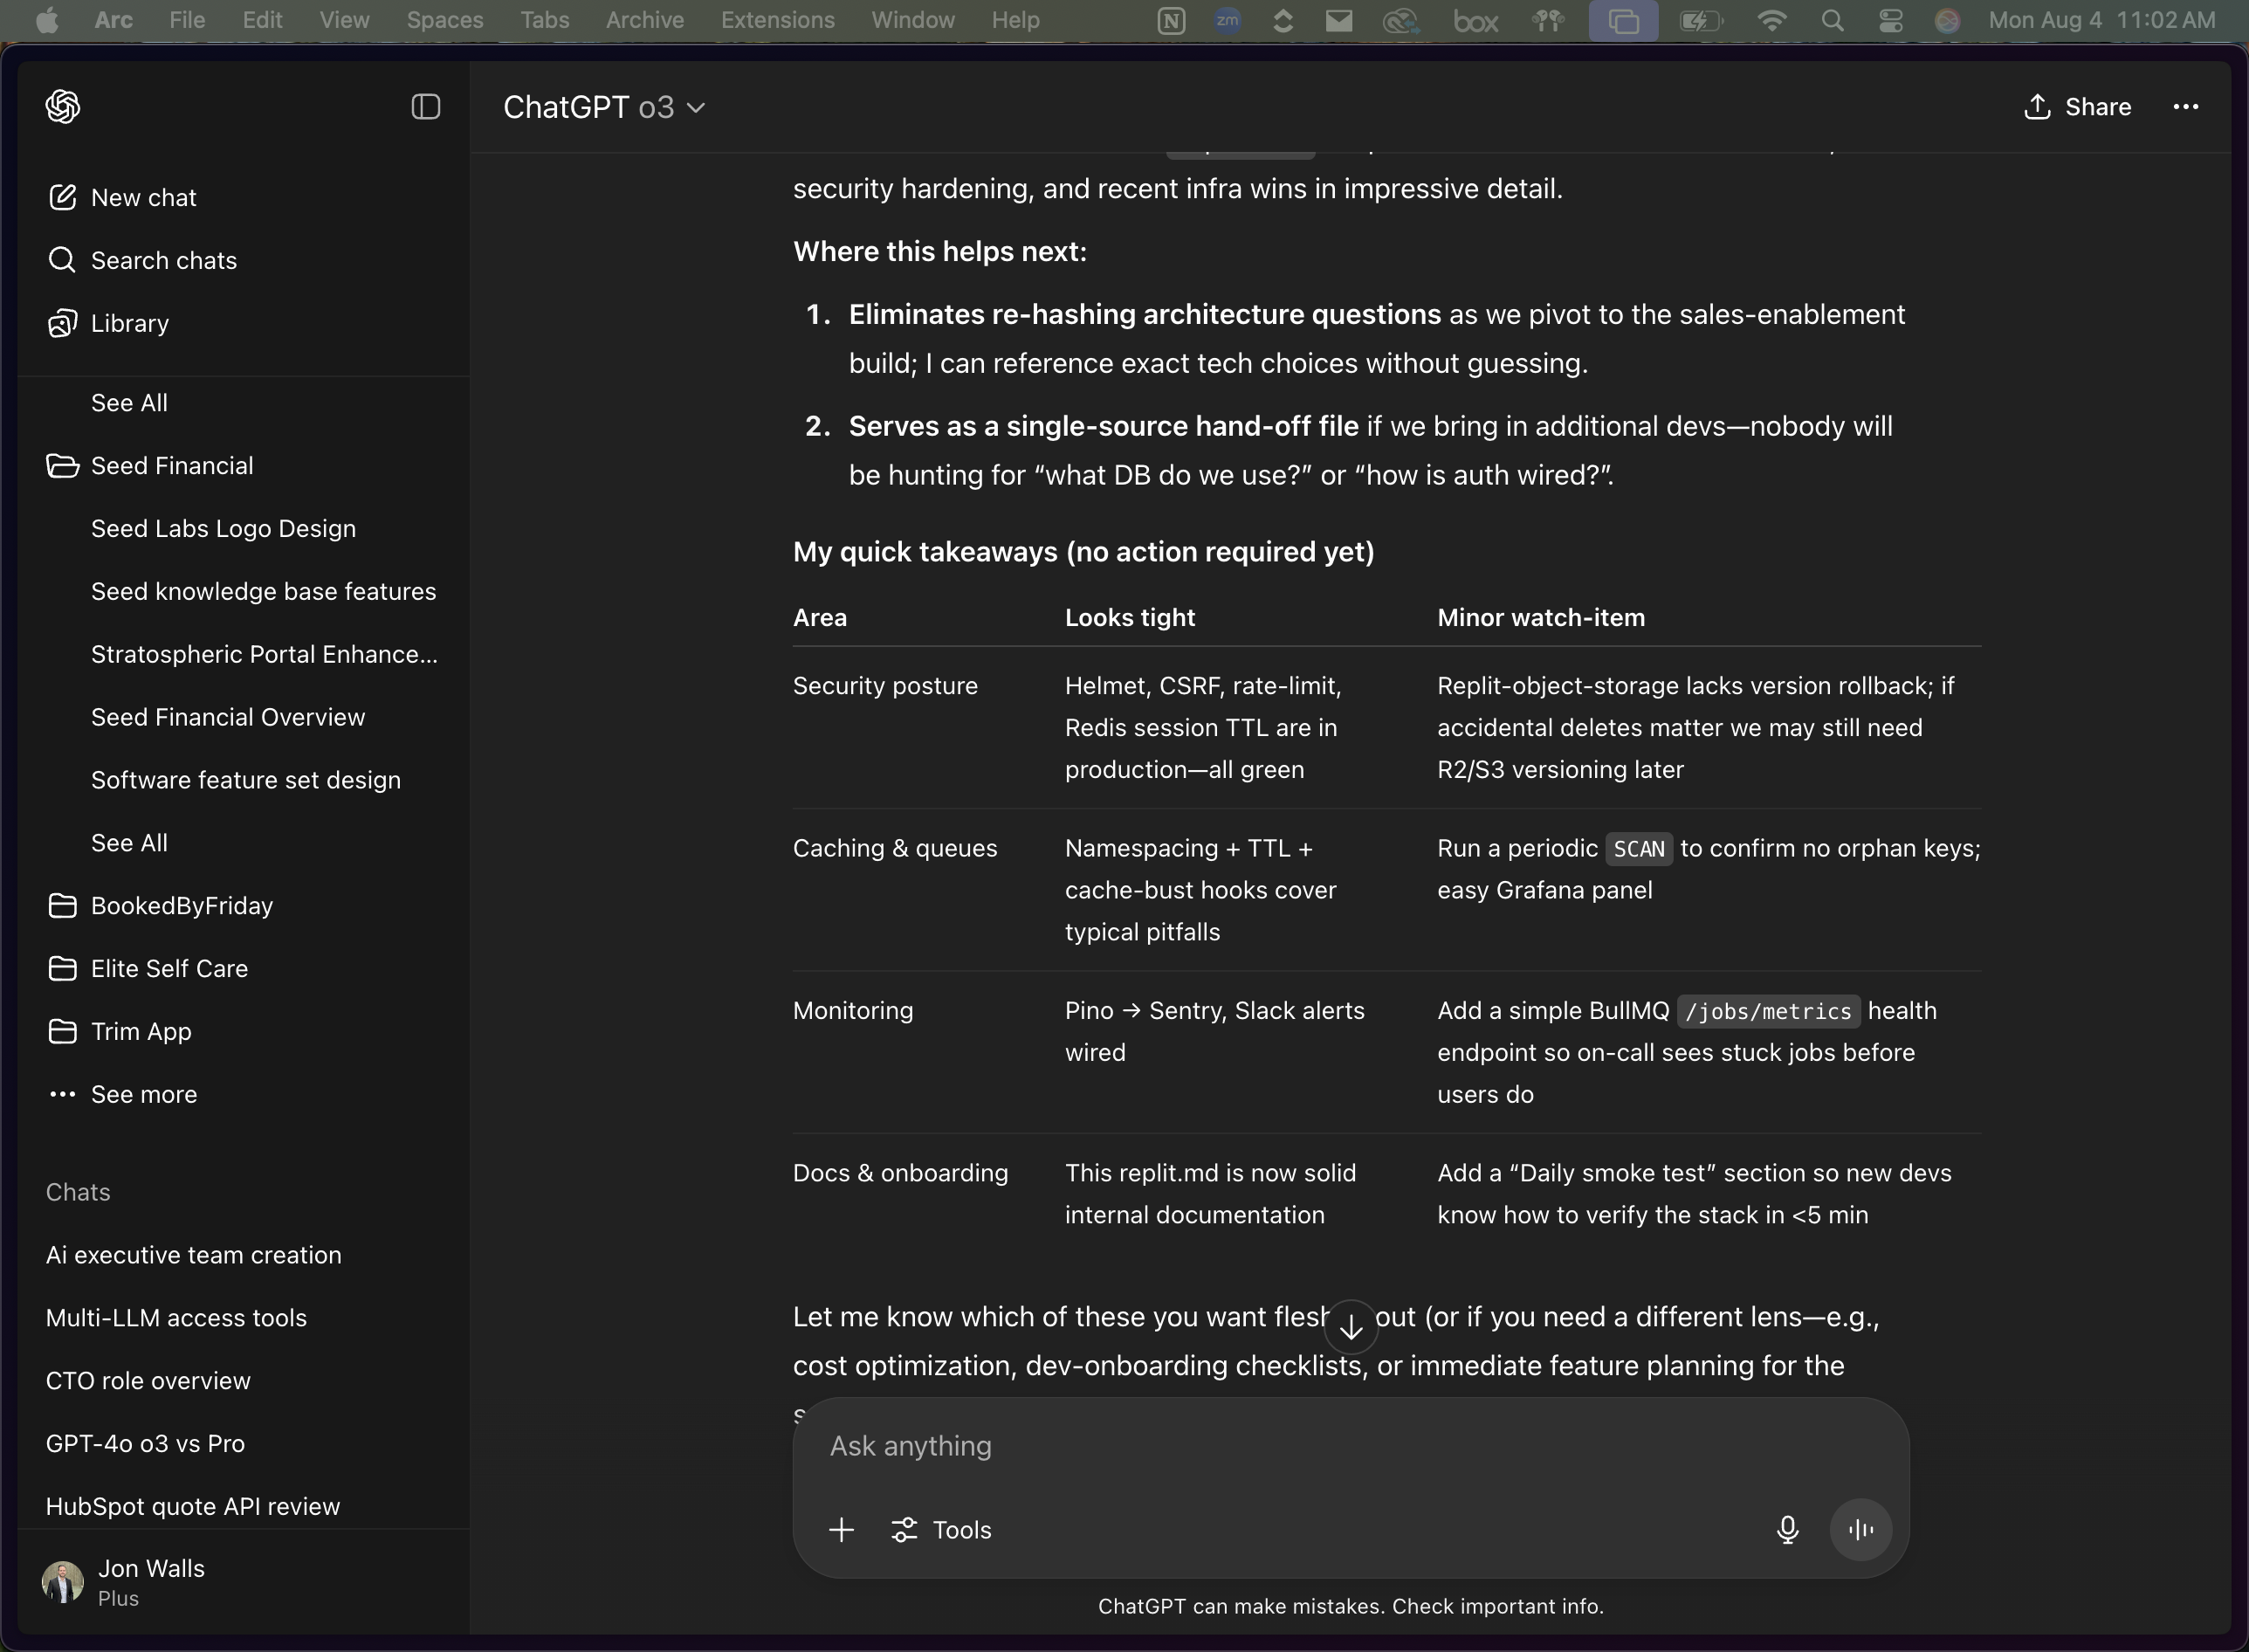 Arc File Edit View Spaces Tabs Archive Extensions Window Help zm box Mon Aug 4 11:02 AM
ChatGPT o3
Share
New chat
Search chats
Library
See All
Seed Financial
Seed Labs Logo Design
Seed knowledge base features
Stratospheric Portal Enhance...
Seed Financial Overview
Software feature set design
See All
BookedByFriday
Elite Self Care
Trim App
See more
Chats
Ai executive team creation
Multi-LLM access tools
CTO role overview
GPT-4o o3 vs Pro
HubSpot quote API review
Jon Walls
Plus
security hardening, and recent infra wins in impressive detail.
Where this helps next:
1. Eliminates re-hashing architecture questions as we pivot to the sales-enablement
build; I can reference exact tech choices without guessing.
2. Serves as a single-source hand-off file if we bring in additional devs—nobody will
be hunting for “what DB do we use?” or “how is auth wired?”.
My quick takeaways (no action required yet)
Area Looks tight Minor watch-item
Security posture
Helmet, CSRF, rate-limit,
Redis session TTL are in
production—all green
Replit-object-storage lacks version rollback; if
accidental deletes matter we may still need
R2/S3 versioning later
Caching & queues
Namespacing + TTL +
cache-bust hooks cover
typical pitfalls
Run a periodic SCAN to confirm no orphan keys;
easy Grafana panel
Monitoring
Pino → Sentry, Slack alerts
wired
Add a simple BullMQ /jobs/metrics health
endpoint so on-call sees stuck jobs before
users do
Docs & onboarding
This replit.md is now solid
internal documentation
Add a “Daily smoke test” section so new devs
know how to verify the stack in <5 min
Let me know which of these you want flesh out (or if you need a different lens—e.g.,
cost optimization, dev-onboarding checklists, or immediate feature planning for the
Ask anything
Tools
ChatGPT can make mistakes. Check important info.